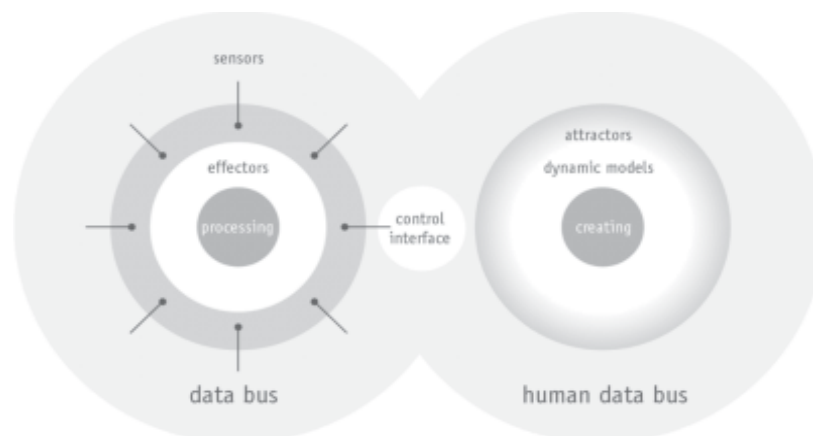 sensors
effectors
processing
data bus
control
interface
attractors
dynamic models
creating
human data bus